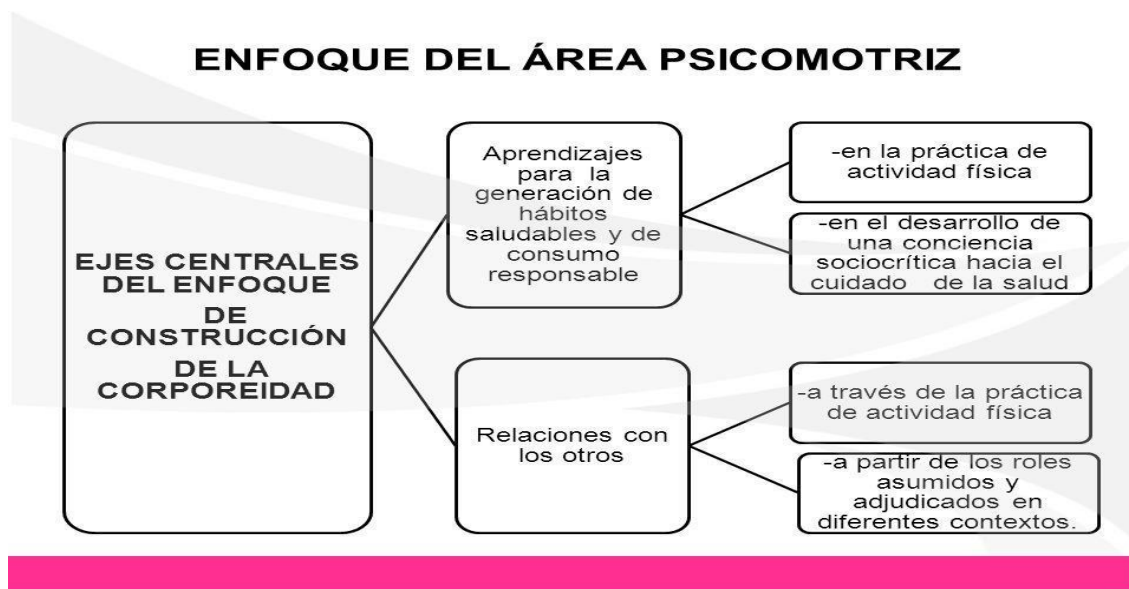 ENFOQUE DEL ÁREA PSICOMOTRIZ
EJES CENTRALES
DEL ENFOQUE
DE
CONSTRUCCIÓN
DE LA
CORPOREIDAD
Aprendizajes
para la
generación de
hábitos
saludables y de
consumo
responsable
-en la práctica de
actividad física
-en el desarrollo de
una conciencia
sociocrítica hacia el
cuidado de la salud
Relaciones con
los otros
-a través de la práctica
de actividad física
-a partir de los roles
asumidos y
adjudicados en
diferentes contextos.